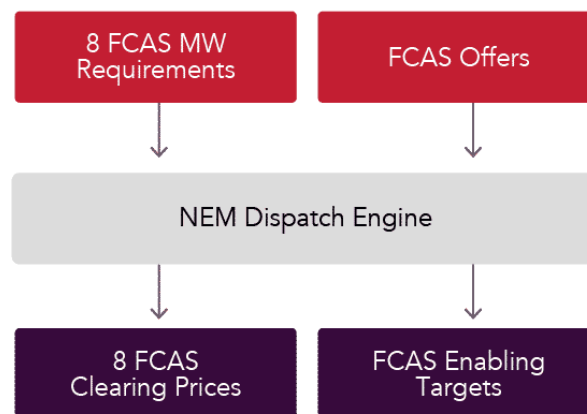 8 FCAS MW
Requirements
FCAS Offers
NEM Dispatch Engine
8 FCAS
Clearing Prices
FCAS Enabling
Targets